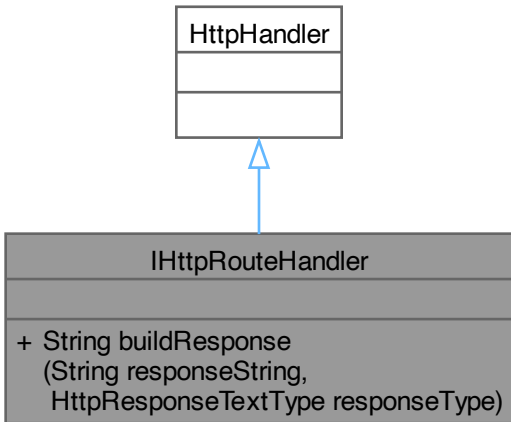 HttpHandler
IHttpRouteHandler
+ String buildResponse
(String responseString,
HttpResponseTextType responseType)